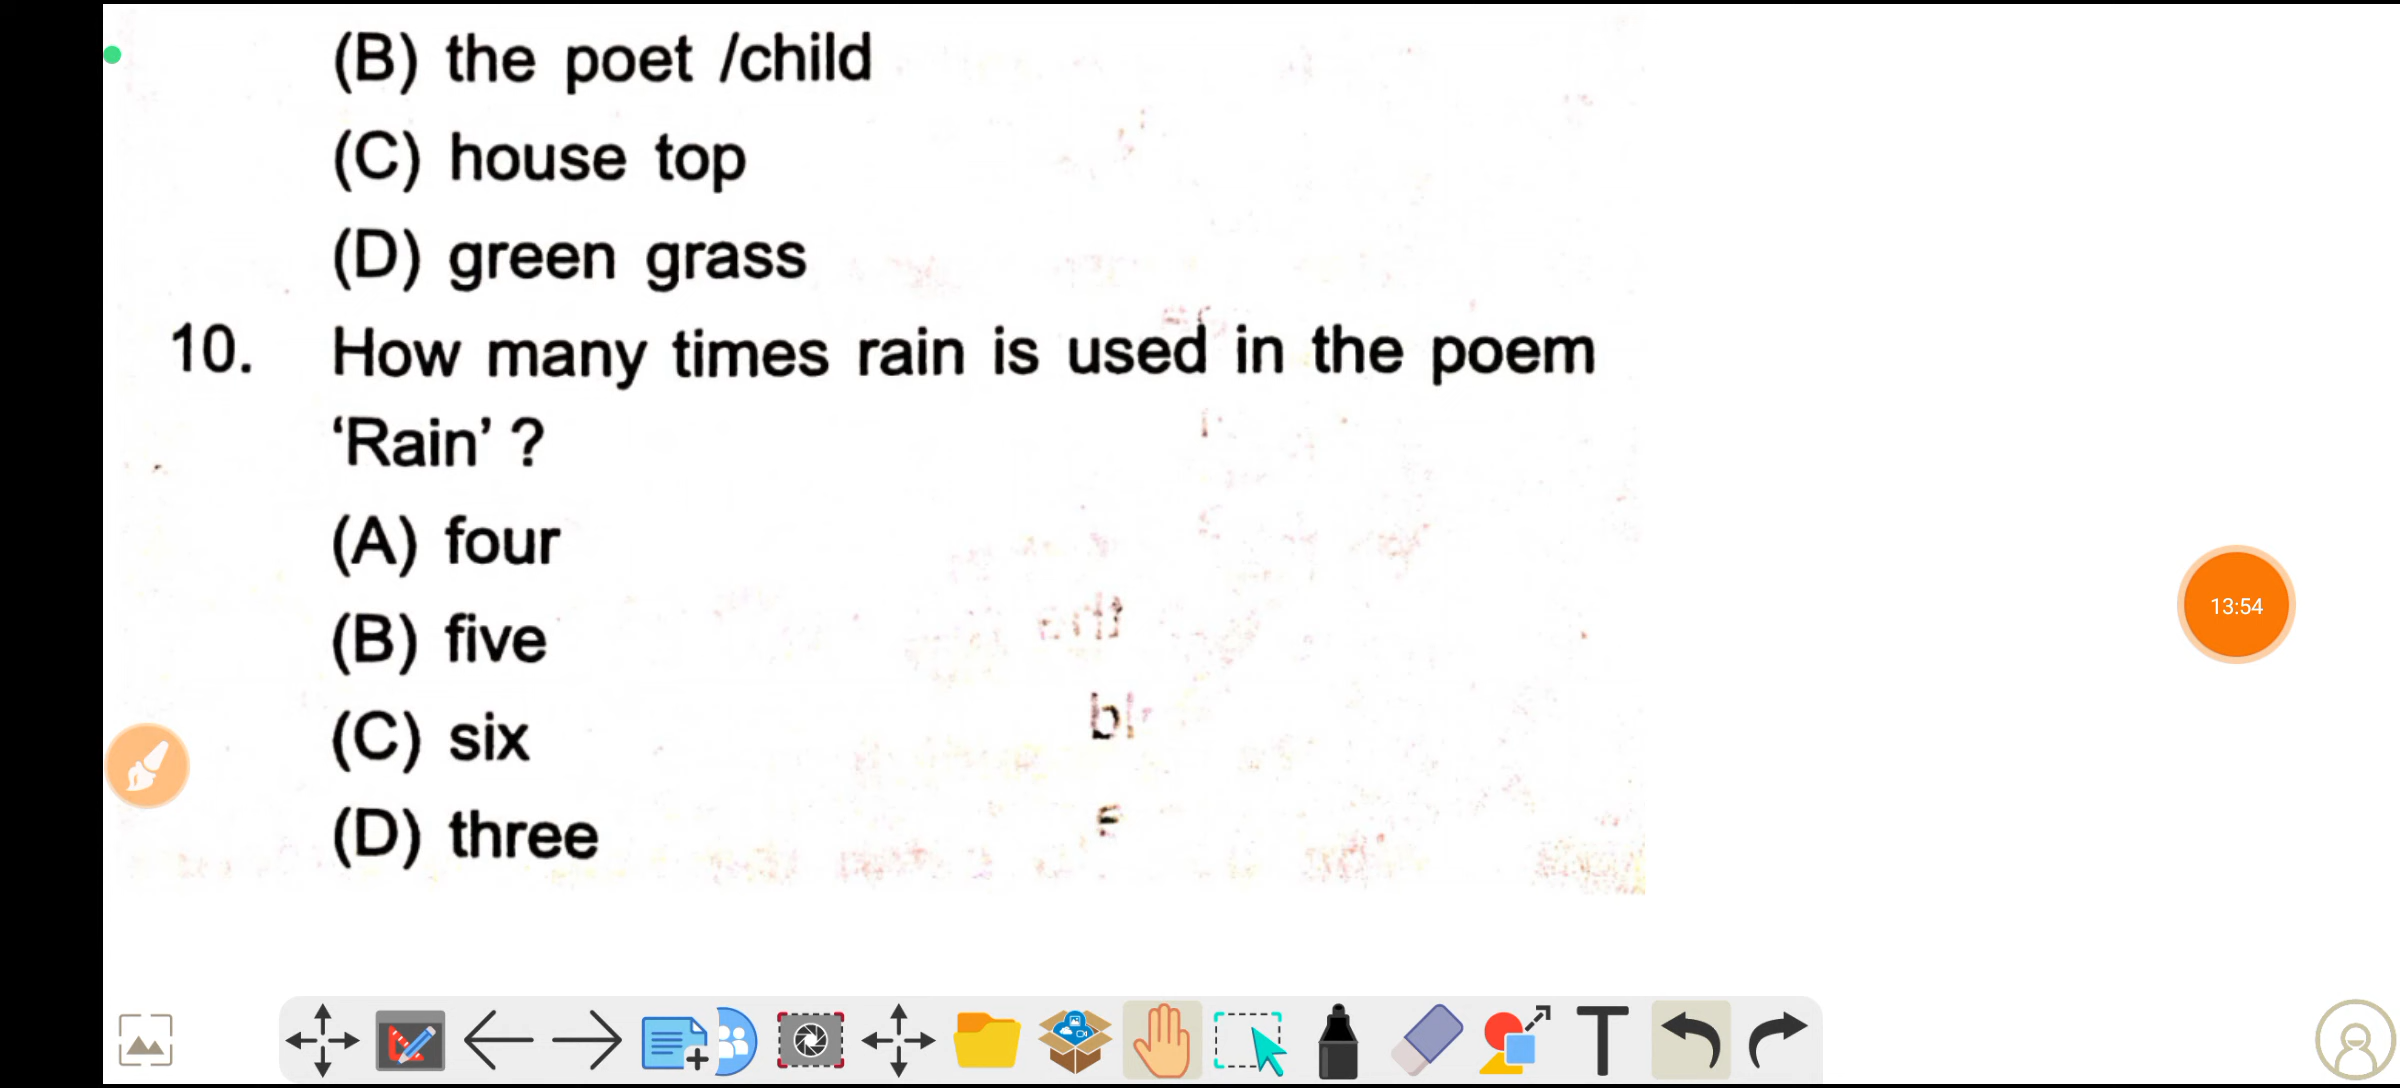 (B) the poet /child
(C) house top
(D) green grass
10. How many times rain is used in the poem
‘Rain’ ?
(A) four
(B) five
(C) six
(D) three
13:54